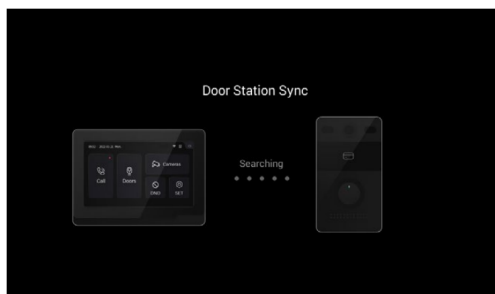 Door Station Sync
Searching
Cameras
Call
Doors
DND
SET